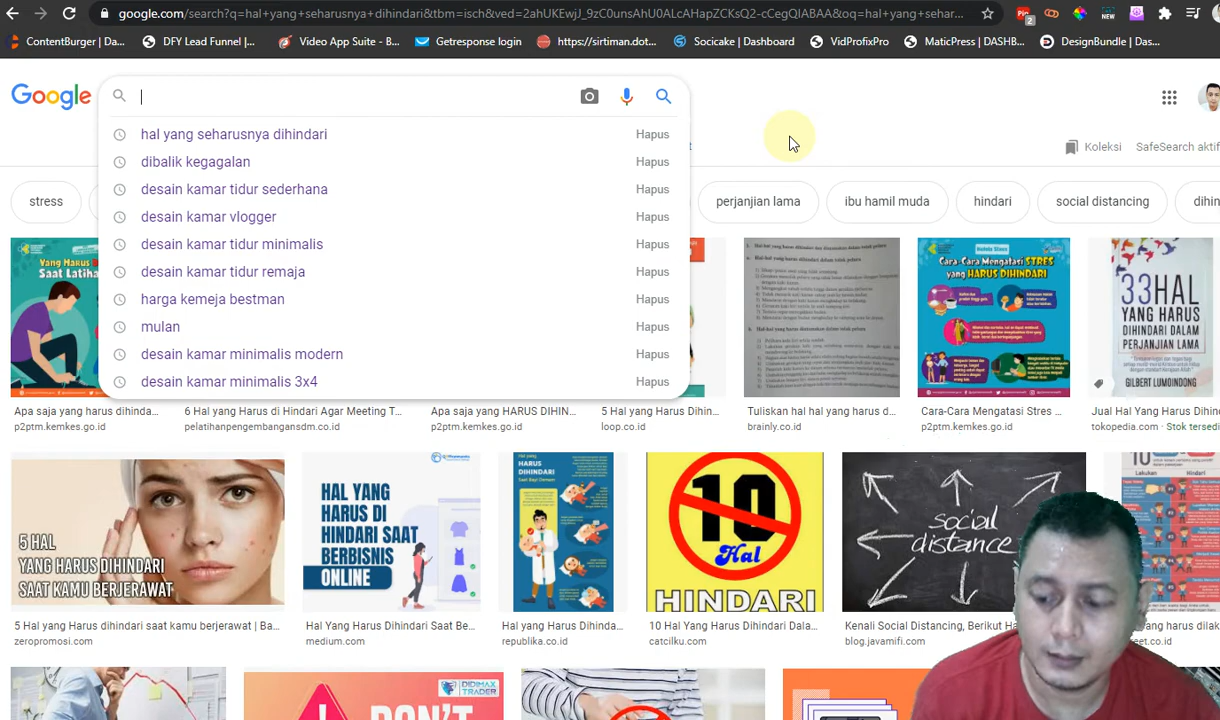 google.com/search?q=hal+yang+seharusnya+dihindari&tbm=isch&ved=2ahUKEwjJ_9zC0unsAhU0ALcAHapZCKsQ2-cCegQIABAA&oq=hal+yang+sehar...
NEW
2
ContentBurger | Da...
DFY Lead Funnel |...
Video App Suite - B...
Getresponse login
https://sirtiman.dot...
Socicake | Dashboard
VidProfixPro
MaticPress | DASHB...
DesignBundle | Das...
Google
hal yang seharusnya dihindari Hapus
dibalik kegagalan Hapus
desain kamar tidur sederhana Hapus
desain kamar vlogger Hapus
desain kamar tidur minimalis Hapus
desain kamar tidur remaja Hapus
harga kemeja bestman Hapus
mulan Hapus
desain kamar minimalis modern Hapus
desain kamar minimalis 3x4 Hapus
Koleksi
SafeSearch aktif
stress
perjanjian lama
ibu hamil muda
hindari
social distancing
dihin
Cara-Cara Mengatasi STRES
yang HARUS DIHINDARI
33HAL
YANG HARUS
DIHINDARI
DALAM
PERJANJIAN
LAMA
GILBERT LUMOINDONG
Apa saja yang harus dihinda...
p2ptm.kemkes.go.id
6 Hal yang Harus di Hindari Agar Meeting T...
pelatihanpengembangansdm.co.id
Apa saja yang HARUS DIHIN...
p2ptm.kemkes.go.id
5 Hal yang Harus Dihin...
loop.co.id
Tuliskan hal hal yang harus d...
brainly.co.id
Cara-Cara Mengatasi Stres ...
p2ptm.kemkes.go.id
Jual Hal Yang Harus Dihin
tokopedia.com · Stok tersedi
5 HAL
YANG HARUS DIHINDARI
SAAT KAMU BERJERAWAT
HAL YANG
HARUS DI
HINDARI SAAT
BERBISNIS
ONLINE
Hal yang
HARUS
DIHINDARI
10
Hal
HINDARI
social
distance
5 Hal yang Harus dihindari saat kamu berjerawat | Ba...
zeropromosi.com
Hal Yang Harus Dihindari Saat Be...
medium.com
Hal yang Harus Dihinda...
republika.co.id
10 Hal Yang Harus Dihindari Dala...
catcilku.com
Kenali Social Distancing, Berikut Ha
blog.javamifi.com
DIDIMAX
TRADER
DON'T